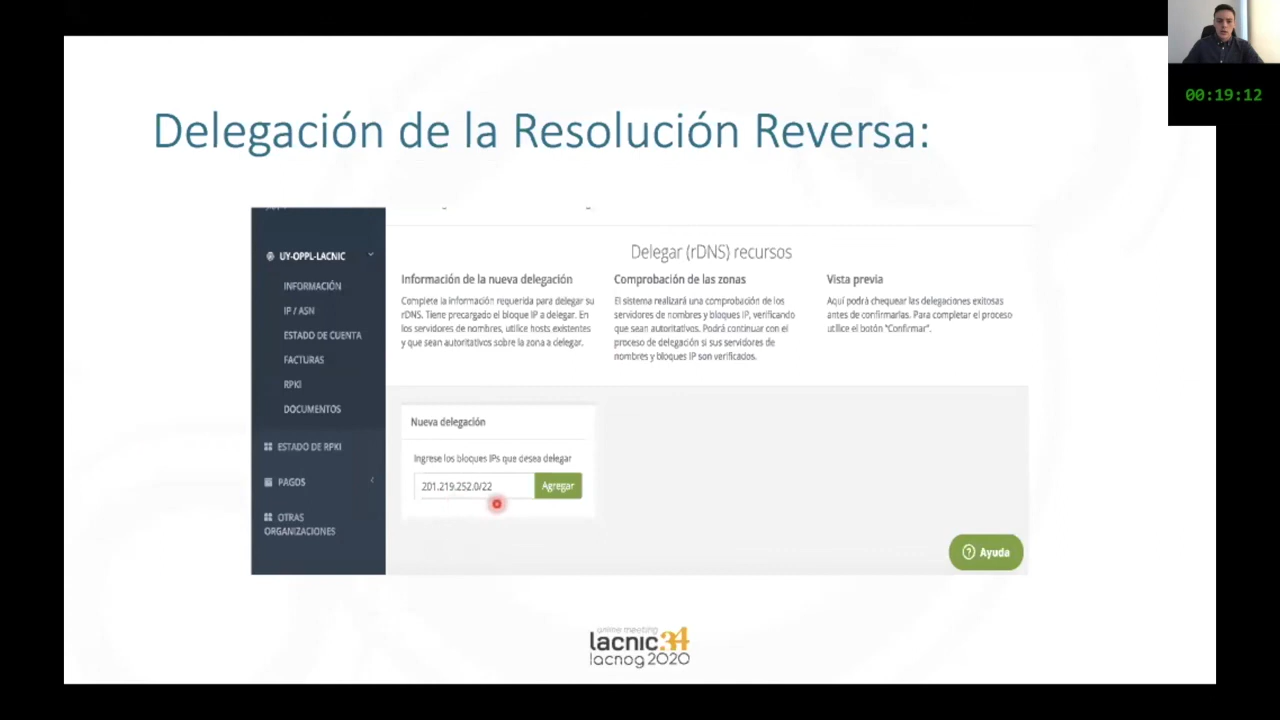 00:19:12
Delegación de la Resolución Reversa:
UY-OPPL-LACNIC
INFORMACIÓN
IP / ASN
ESTADO DE CUENTA
FACTURAS
RPKI
DOCUMENTOS
ESTADO DE RPKI
PAGOS
OTRAS
ORGANIZACIONES
Delegar (rDNS) recursos
Información de la nueva delegación
Complete la información requerida para delegar su
rDNS. Tiene precargado el bloque IP a delegar. En
los servidores de nombres, utilice hosts existentes
y que sean autoritativos sobre la zona a delegar.
Comprobación de las zonas
El sistema realizará una comprobación de los
servidores de nombres y bloques IP, verificando
que sean autoritativos. Podrá continuar con el
proceso de delegación si sus servidores de
nombres y bloques IP son verificados.
Vista previa
Aquí podrá chequear las delegaciones exitosas
antes de confirmarlas. Para completar el proceso
utilice el botón "Confirmar".
Nueva delegación
Ingrese los bloques IPs que desea delegar
201.219.252.0/22
Agregar
Ayuda
online meeting
lacnic34
lacnog2020